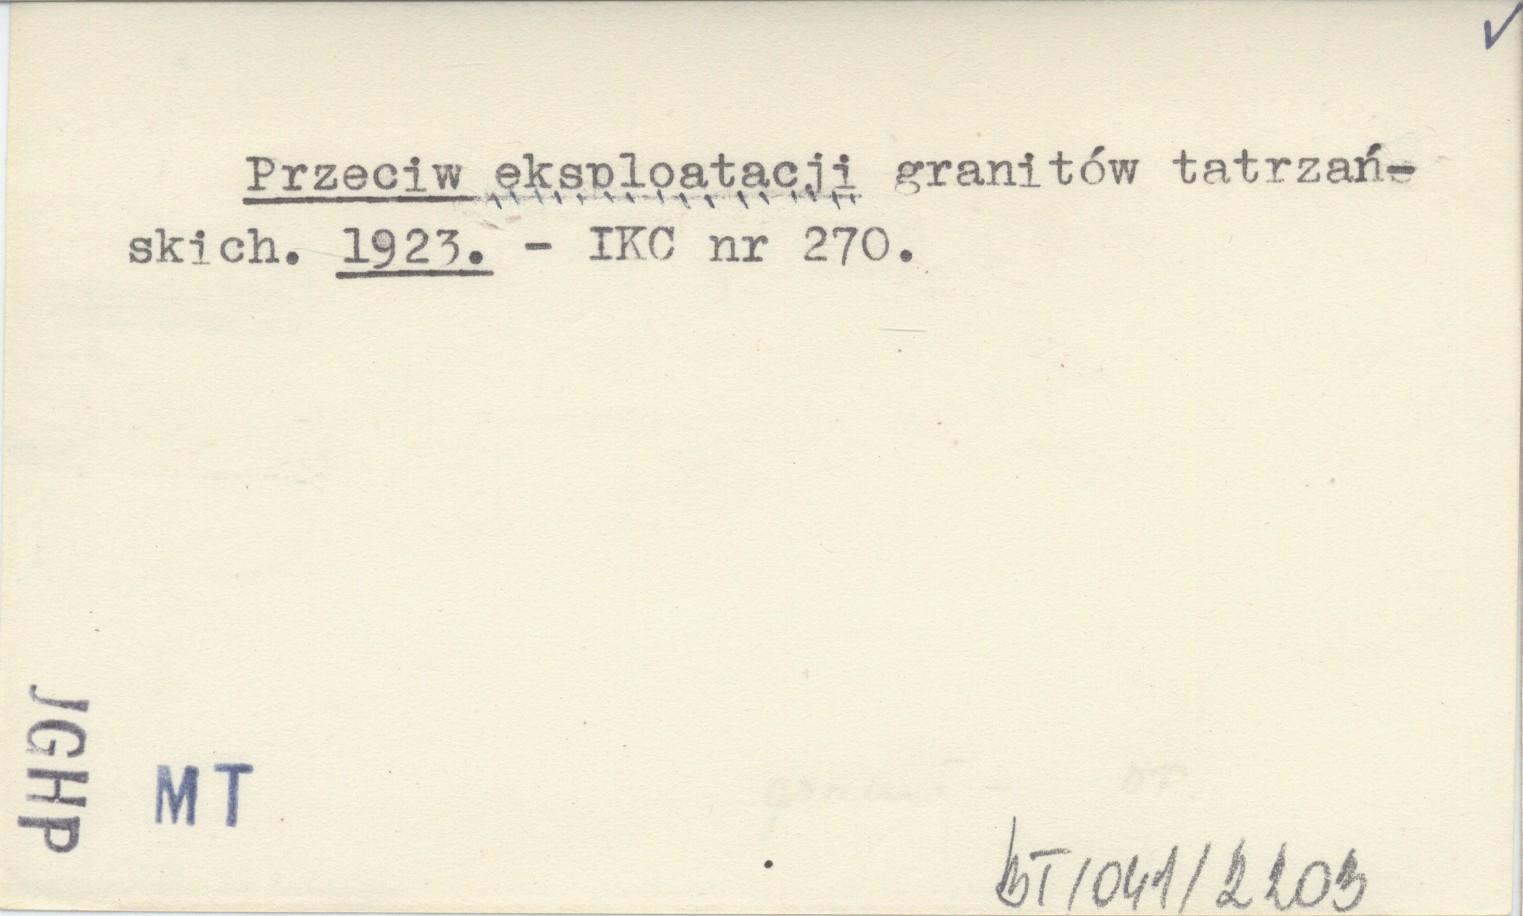 Przeciw eksploatacji granitów tatrzań-
skich. 1923. - IKC nr 270.
JGHP
MT
BT/041/2203